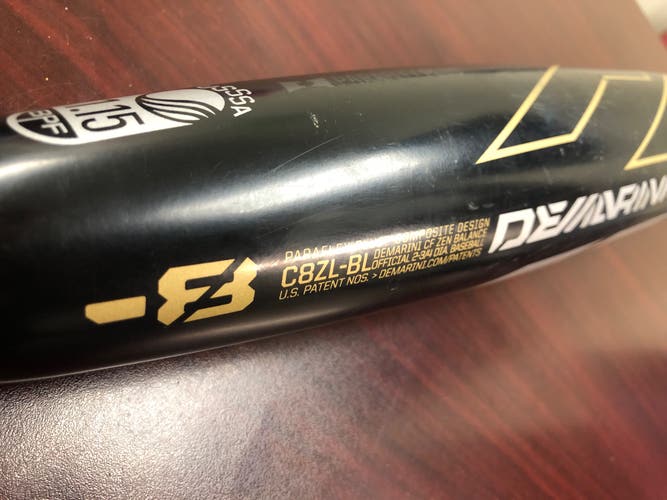 USSSA
1.15
BPF
-8
C8ZL-BL
COMPOSITE DESIGN
DEMARINI CF ZEN BALANCE
OFFICIAL 2-3/4 DIA. BASEBALL
U.S. PATENT NOS. > DEMARINI.COM/PATENTS
DEMARINI